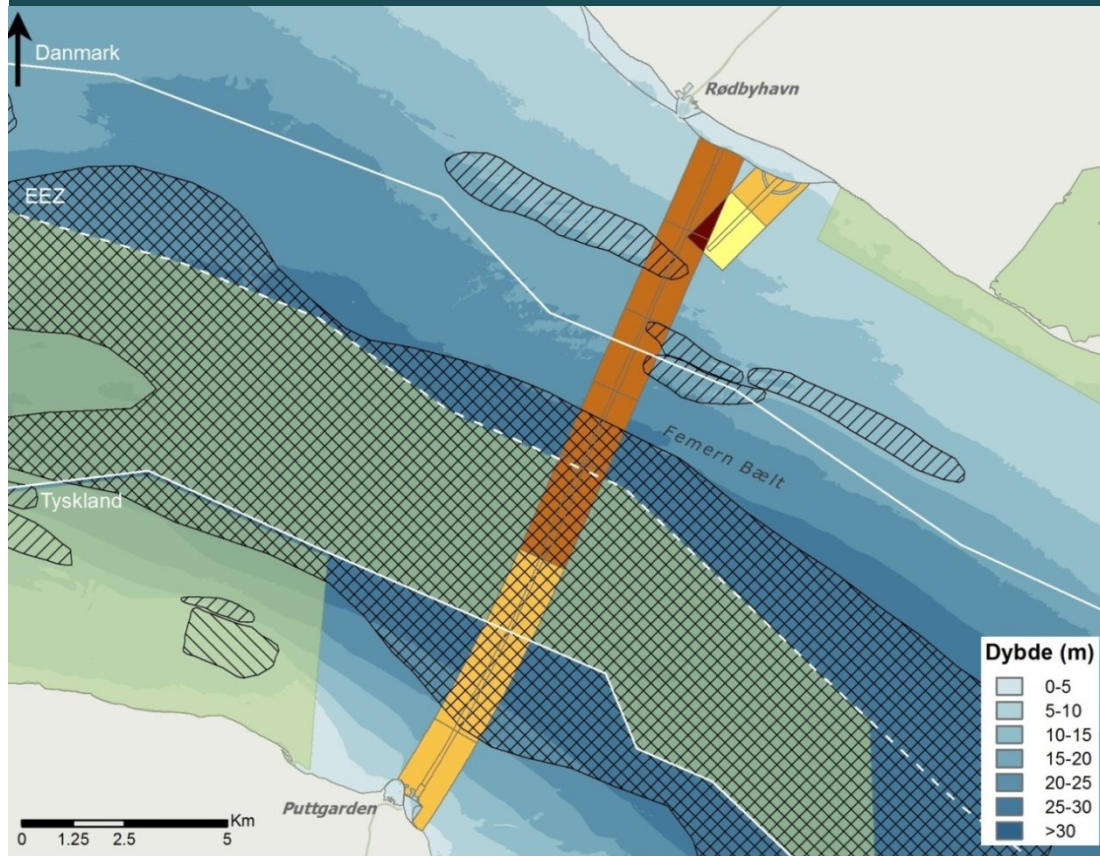 Danmark
Rødbyhavn
EEZ
Femern Bælt
Tyskland
Puttgarden
Km
0 1.25 2.5 5
Dybde (m)
0-5
5-10
10-15
15-20
20-25
25-30
>30